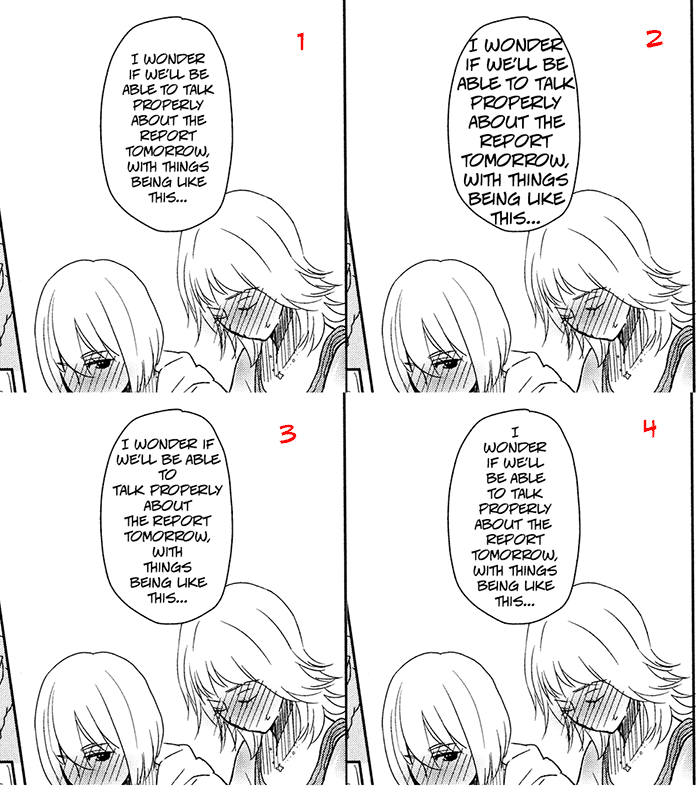 1
I WONDER
IF WE'LL BE
ABLE TO TALK
PROPERLY
ABOUT THE
REPORT
TOMORROW,
WITH THINGS
BEING LIKE
THIS...
2
I WONDER
IF WE'LL BE
ABLE TO TALK
PROPERLY
ABOUT THE
REPORT
TOMORROW,
WITH THINGS
BEING LIKE
THIS...
3
I WONDER IF
WE'LL BE ABLE
TO
TALK PROPERLY
ABOUT
THE REPORT
TOMORROW,
WITH
THINGS
BEING LIKE
THIS...
4
I
WONDER
IF WE'LL
BE ABLE
TO TALK
PROPERLY
ABOUT THE
REPORT
TOMORROW,
WITH THINGS
BEING LIKE
THIS...